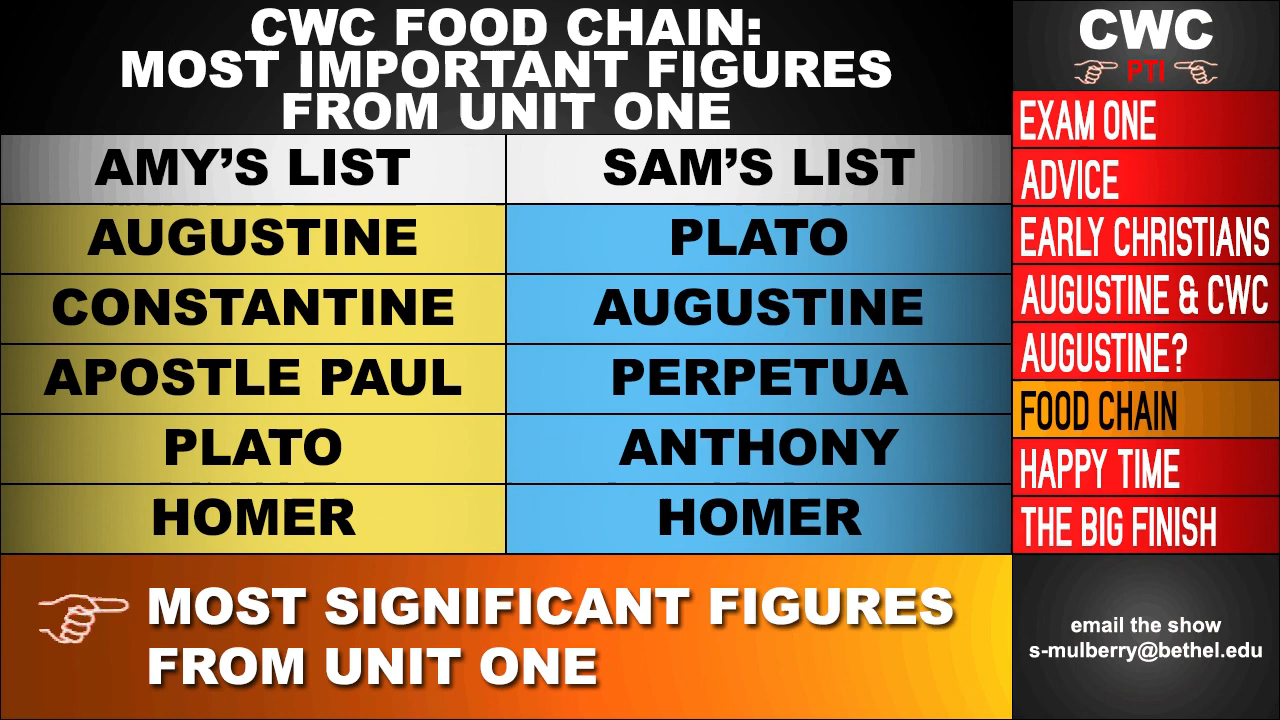 CWC FOOD CHAIN:
MOST IMPORTANT FIGURES
FROM UNIT ONE
AMY'S LIST
SAM'S LIST
AUGUSTINE
PLATO
CONSTANTINE
AUGUSTINE
APOSTLE PAUL
PERPETUA
PLATO
ANTHONY
HOMER
HOMER
MOST SIGNIFICANT FIGURES
FROM UNIT ONE
CWC
PTI
EXAM ONE
ADVICE
EARLY CHRISTIANS
AUGUSTINE & CWC
AUGUSTINE?
FOOD CHAIN
HAPPY TIME
THE BIG FINISH
email the show
s-mulberry@bethel.edu